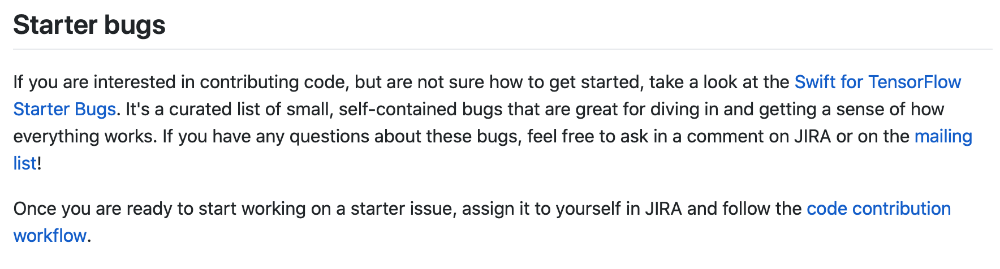 Starter bugs
If you are interested in contributing code, but are not sure how to get started, take a look at the Swift for TensorFlow
Starter Bugs. It's a curated list of small, self-contained bugs that are great for diving in and getting a sense of how
everything works. If you have any questions about these bugs, feel free to ask in a comment on JIRA or on the mailing
list!
Once you are ready to start working on a starter issue, assign it to yourself in JIRA and follow the code contribution
workflow.